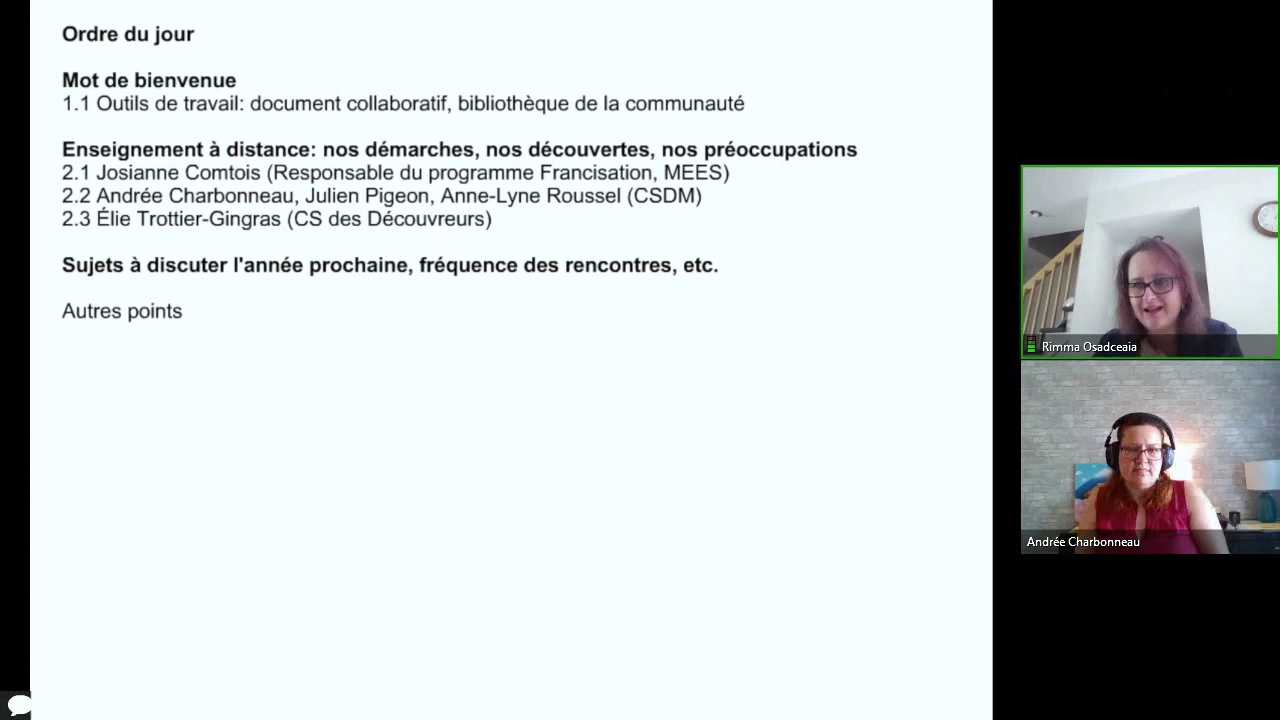 Ordre du jour
Mot de bienvenue
1.1 Outils de travail: document collaboratif, bibliothèque de la communauté
Enseignement à distance: nos démarches, nos découvertes, nos préoccupations
2.1 Josianne Comtois (Responsable du programme Francisation, MEES)
2.2 Andrée Charbonneau, Julien Pigeon, Anne-Lyne Roussel (CSDM)
2.3 Élie Trottier-Gingras (CS des Découvreurs)
Sujets à discuter l'année prochaine, fréquence des rencontres, etc.
Autres points
Rimma Osadceaia
Andrée Charbonneau